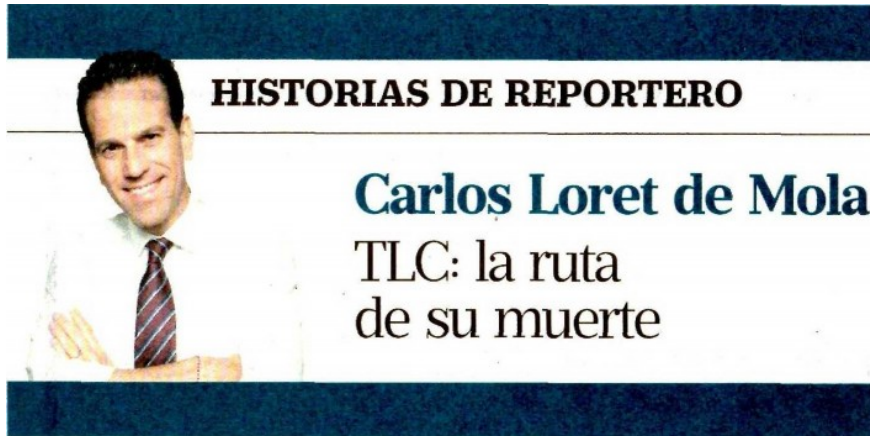 HISTORIAS DE REPORTERO
Carlos Loret de Mola
TLC: la ruta
de su muerte